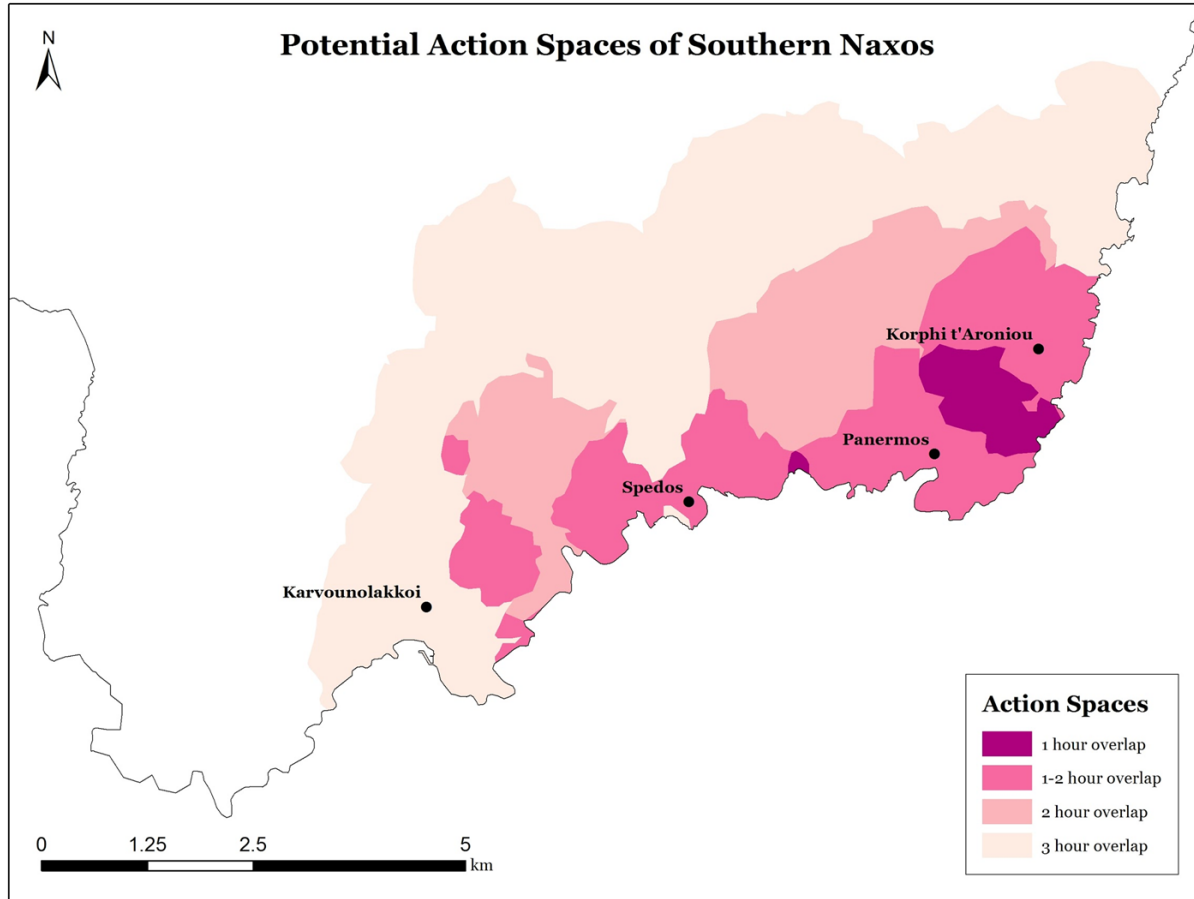 Potential Action Spaces of Southern Naxos
N
Korphi t'Aroniou
Panermos
Spedos
Karvounolakkoi
Action Spaces
1 hour overlap
1-2 hour overlap
2 hour overlap
3 hour overlap
0 1.25 2.5 5
km